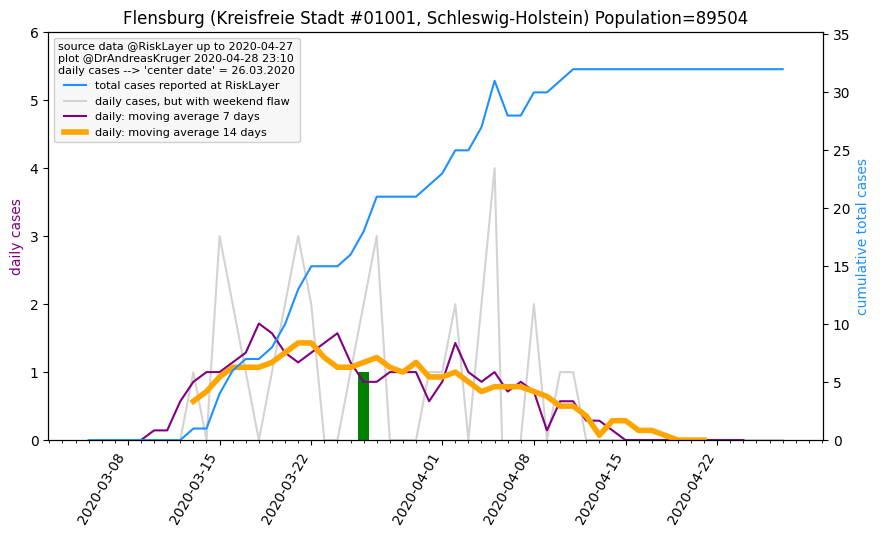 Flensburg (Kreisfreie Stadt #01001, Schleswig-Holstein) Population=89504
source data @RiskLayer up to 2020-04-27
plot @DrAndreasKruger 2020-04-28 23:10
daily cases --> 'center date' = 26.03.2020
total cases reported at RiskLayer
daily cases, but with weekend flaw
daily: moving average 7 days
daily: moving average 14 days
daily cases
6
5
4
3
2
1
0
cumulative total cases
35
30
25
20
15
10
5
0
2020-03-08
2020-03-15
2020-03-22
2020-04-01
2020-04-08
2020-04-15
2020-04-22